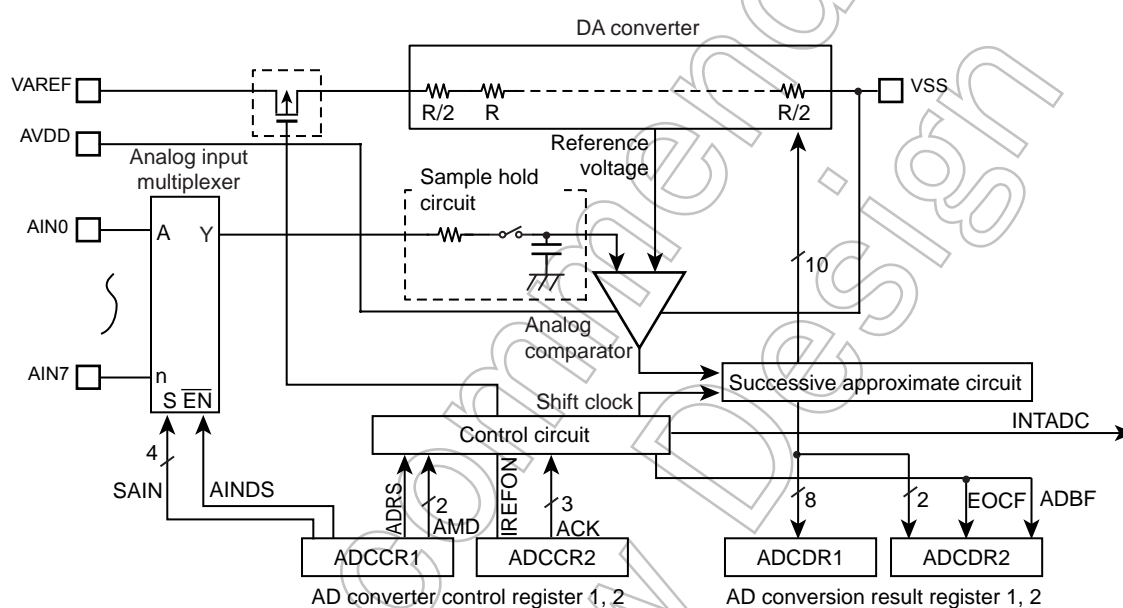 DA converter
VAREF
VSS
R/2
R
R/2
AVDD
Analog input
multiplexer
Reference
voltage
Sample hold
circuit
AIN0
A
Y
10
Analog
comparator
AIN7
n
S EN
Successive approximate circuit
Shift clock
INTADC
Control circuit
4
SAIN
AINDS
ADRS
2
AMD
IREFON
3
ACK
8
2
EOCF
ADBF
ADCCR1
ADCCR2
ADCDR1
ADCDR2
AD converter control register 1, 2
AD conversion result register 1, 2
commend
Design